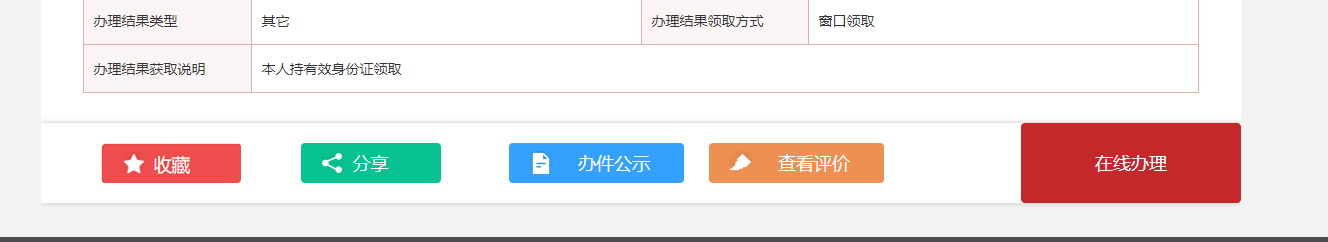 办理结果类型 其它 办理结果领取方式 窗口领取
办理结果获取说明 本人持有效身份证领取
收藏 分享 办件公示 查看评价 在线办理